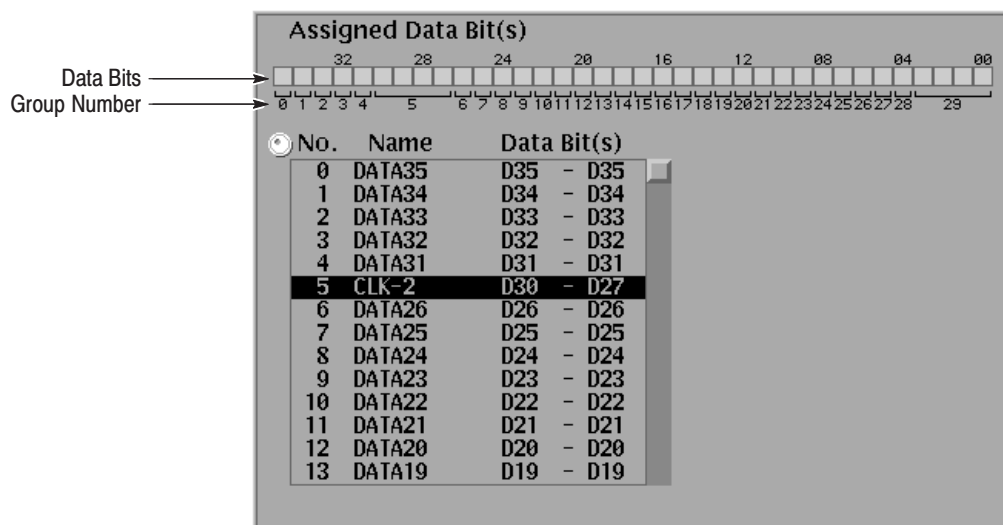 Assigned Data Bit(s)
32 28 24 20 16 12 08 04 00
Data Bits
Group Number
0 1 2 3 4 5 6 7 8 9 10 11 12 13 14 15 16 17 18 19 20 21 22 23 24 25 26 27 28 29
No. Name Data Bit(s)
0 DATA35 D35 - D35
1 DATA34 D34 - D34
2 DATA33 D33 - D33
3 DATA32 D32 - D32
4 DATA31 D31 - D31
5 CLK-2 D30 - D27
6 DATA26 D26 - D26
7 DATA25 D25 - D25
8 DATA24 D24 - D24
9 DATA23 D23 - D23
10 DATA22 D22 - D22
11 DATA21 D21 - D21
12 DATA20 D20 - D20
13 DATA19 D19 - D19